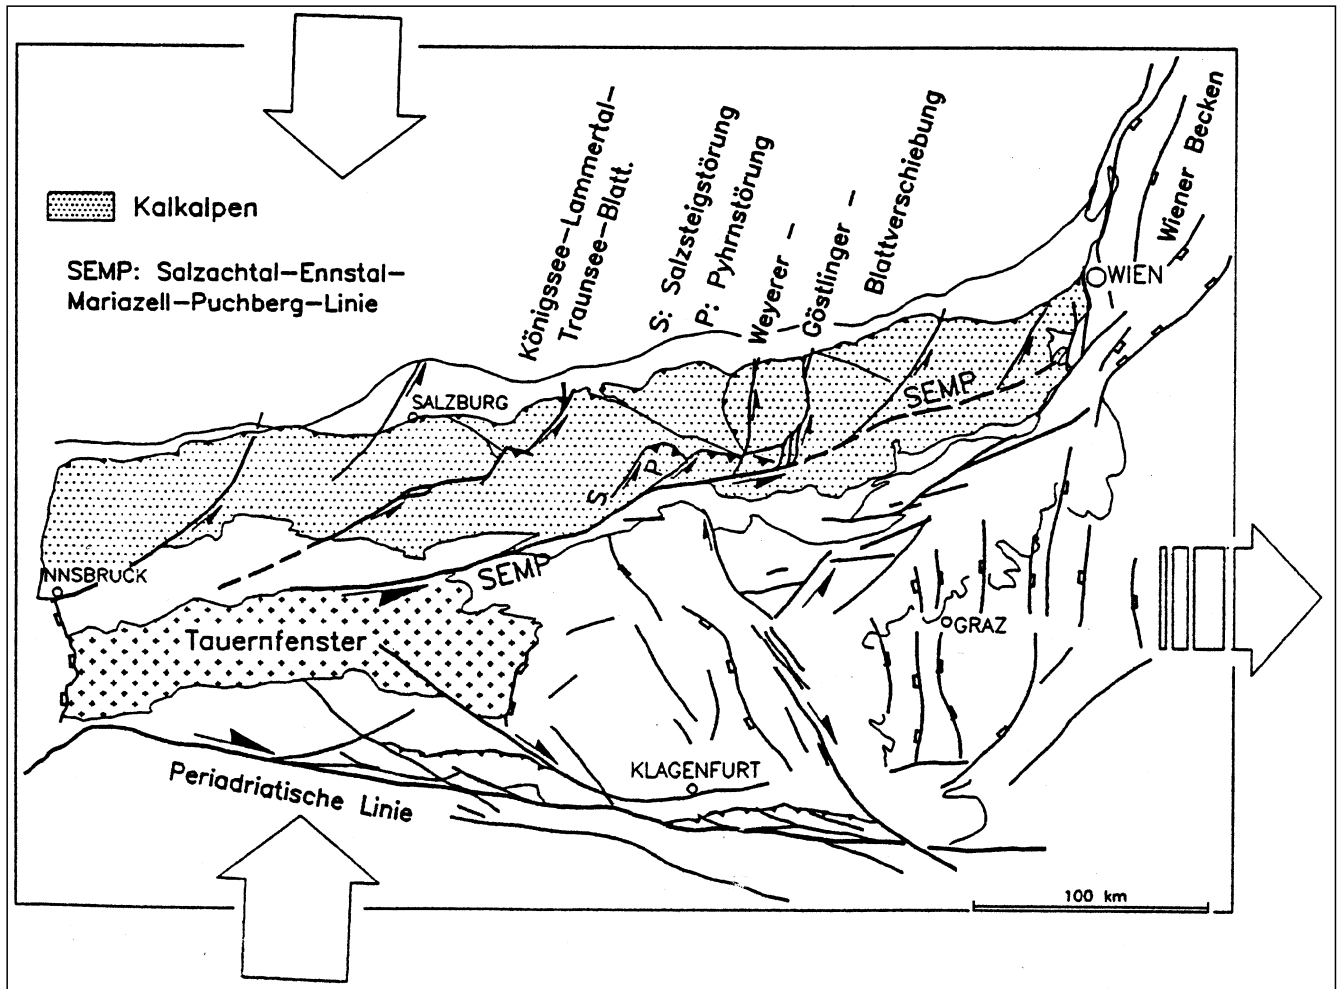 Kalkalpen
SEMP: Salzachtal-Ennstal-
Mariazell-Puchberg-Linie
Königssee-Lammertal-
Traunsee-Blatt.
S: Salzsteigstörung
P: Pyhrnstörung
Weyerer -
Göstlinger -
Blattverschiebung
Wiener Becken
WIEN
SALZBURG
SEMP
S
P
NNSBRUCK
SEMP
Tauernfenster
GRAZ
KLAGENFURT
Periadriatische Linie
100 km